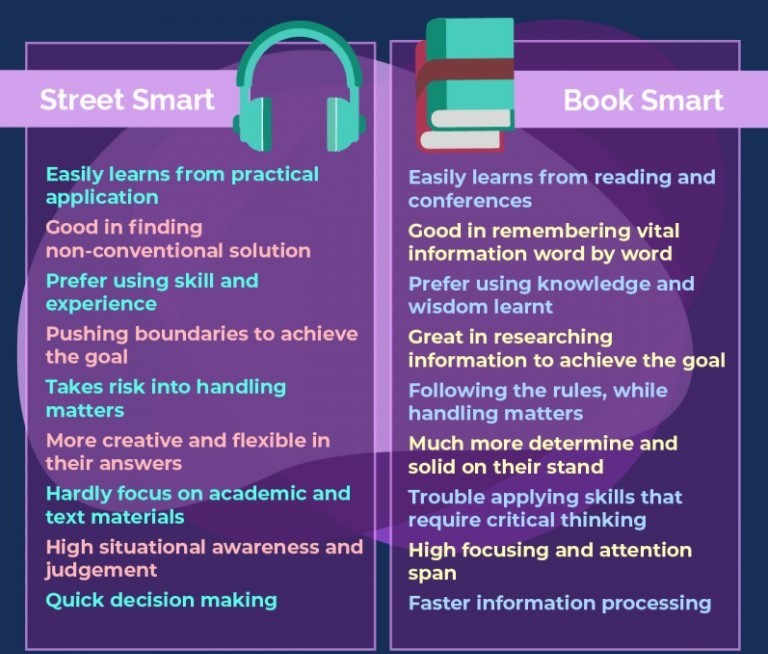 Street Smart
Easily learns from practical
application
Good in finding
non-conventional solution
Prefer using skill and
experience
Pushing boundaries to achieve
the goal
Takes risk into handling
matters
More creative and flexible in
their answers
Hardly focus on academic and
text materials
High situational awareness and
judgement
Quick decision making
Book Smart
Easily learns from reading and
conferences
Good in remembering vital
information word by word
Prefer using knowledge and
wisdom learnt
Great in researching
information to achieve the goal
Following the rules, while
handling matters
Much more determine and
solid on their stand
Trouble applying skills that
require critical thinking
High focusing and attention
span
Faster information processing